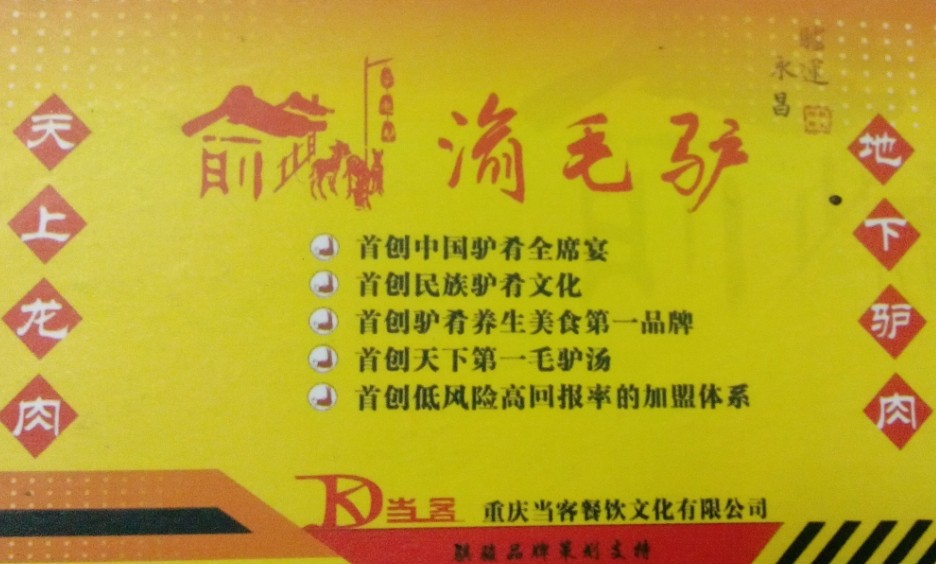 渝毛驴
天上龙肉
地下驴肉
首创中国驴肴全席宴
首创民族驴肴文化
首创驴肴养生美食第一品牌
首创天下第一毛驴汤
首创低风险高回报率的加盟体系
当客
重庆当客餐饮文化有限公司
骐骏品牌策划支持